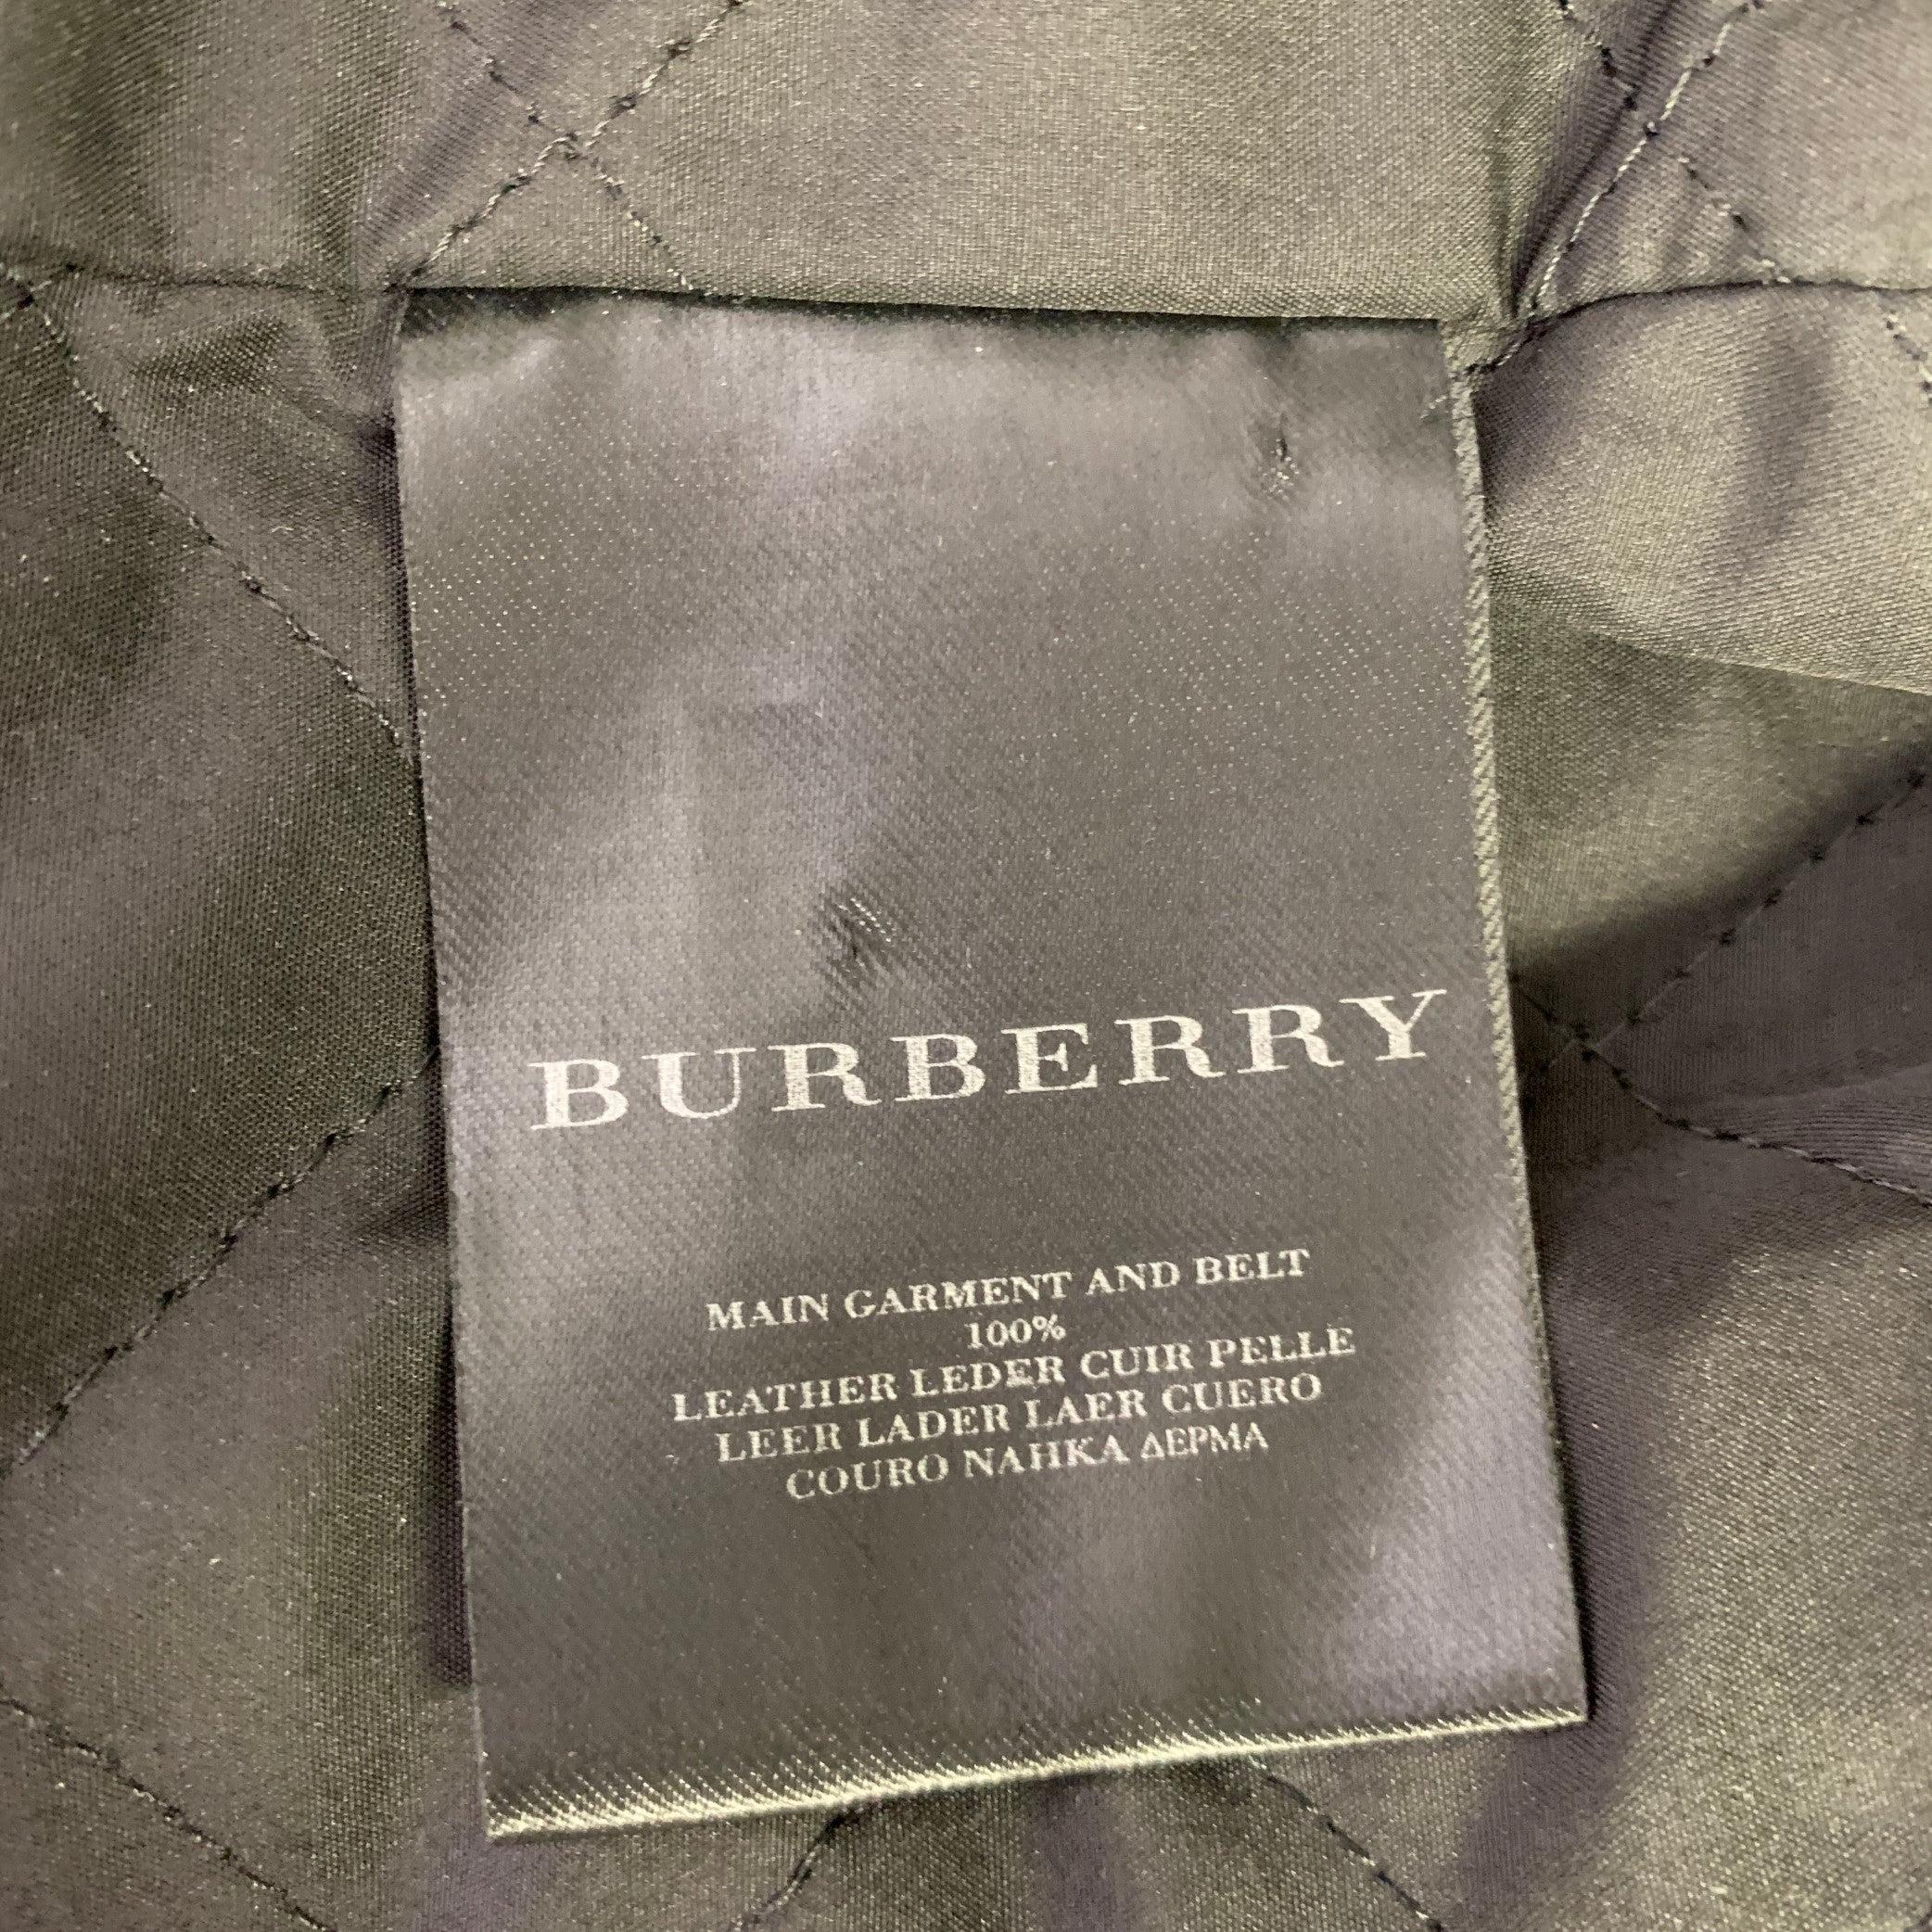 BURBERRY
MAIN GARMENT AND BELT
100%
LEATHER LEDER CUIR PELLE
LEER LADER LAER CUERO
COURO NAHKA ΔΕΡΜΑ